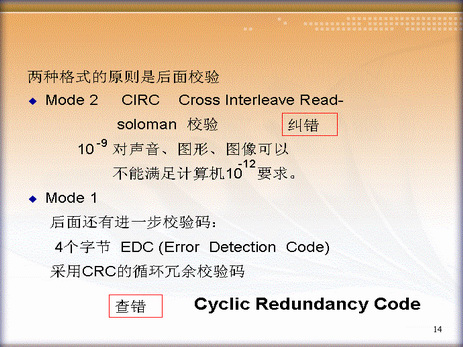 两种格式的原则是后面校验
◆ Mode 2 CIRC Cross Interleave Read-
soloman 校验 纠错
10⁻⁹ 对声音、图形、图像可以
不能满足计算机10⁻¹²要求。
◆ Mode 1
后面还有进一步校验码：
4个字节 EDC (Error Detection Code)
采用CRC的循环冗余校验码
查错 Cyclic Redundancy Code
14